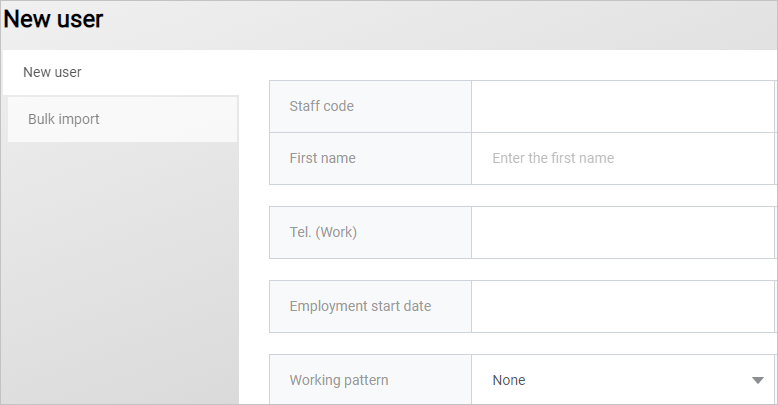 New user
New user
Bulk import
Staff code
First name
Enter the first name
Tel. (Work)
Employment start date
Working pattern
None